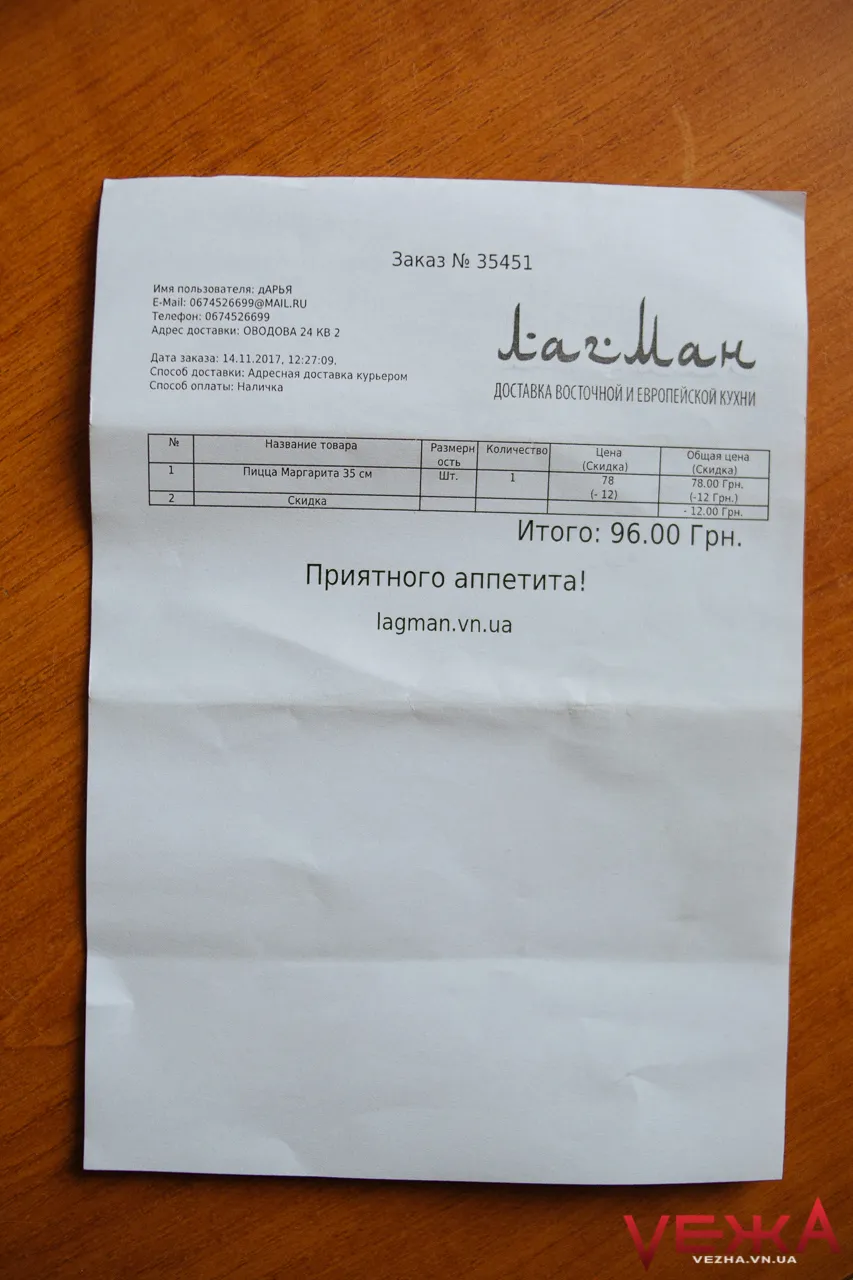 Заказ № 35451
Имя пользователя: дАРЬЯ
E-Mail: 0674526699@MAIL.RU
Телефон: 0674526699
Адрес доставки: ОВОДОВА 24 КВ 2
Дата заказа: 14.11.2017, 12:27:09.
Способ доставки: Адресная доставка курьером
Способ оплаты: Наличка
ЛагМан
ДОСТАВКА ВОСТОЧНОЙ И ЕВРОПЕЙСКОЙ КУХНИ
№ Название товара Размерн ость Количество Цена (Скидка) Общая цена (Скидка)
1 Пицца Маргарита 35 см Шт. 1 78 (- 12) 78.00 Грн. (-12 Грн.)
2 Скидка - 12.00 Грн.
Итого: 96.00 Грн.
Приятного аппетита!
lagman.vn.ua
VЕЖА
VEZHA.VN.UA